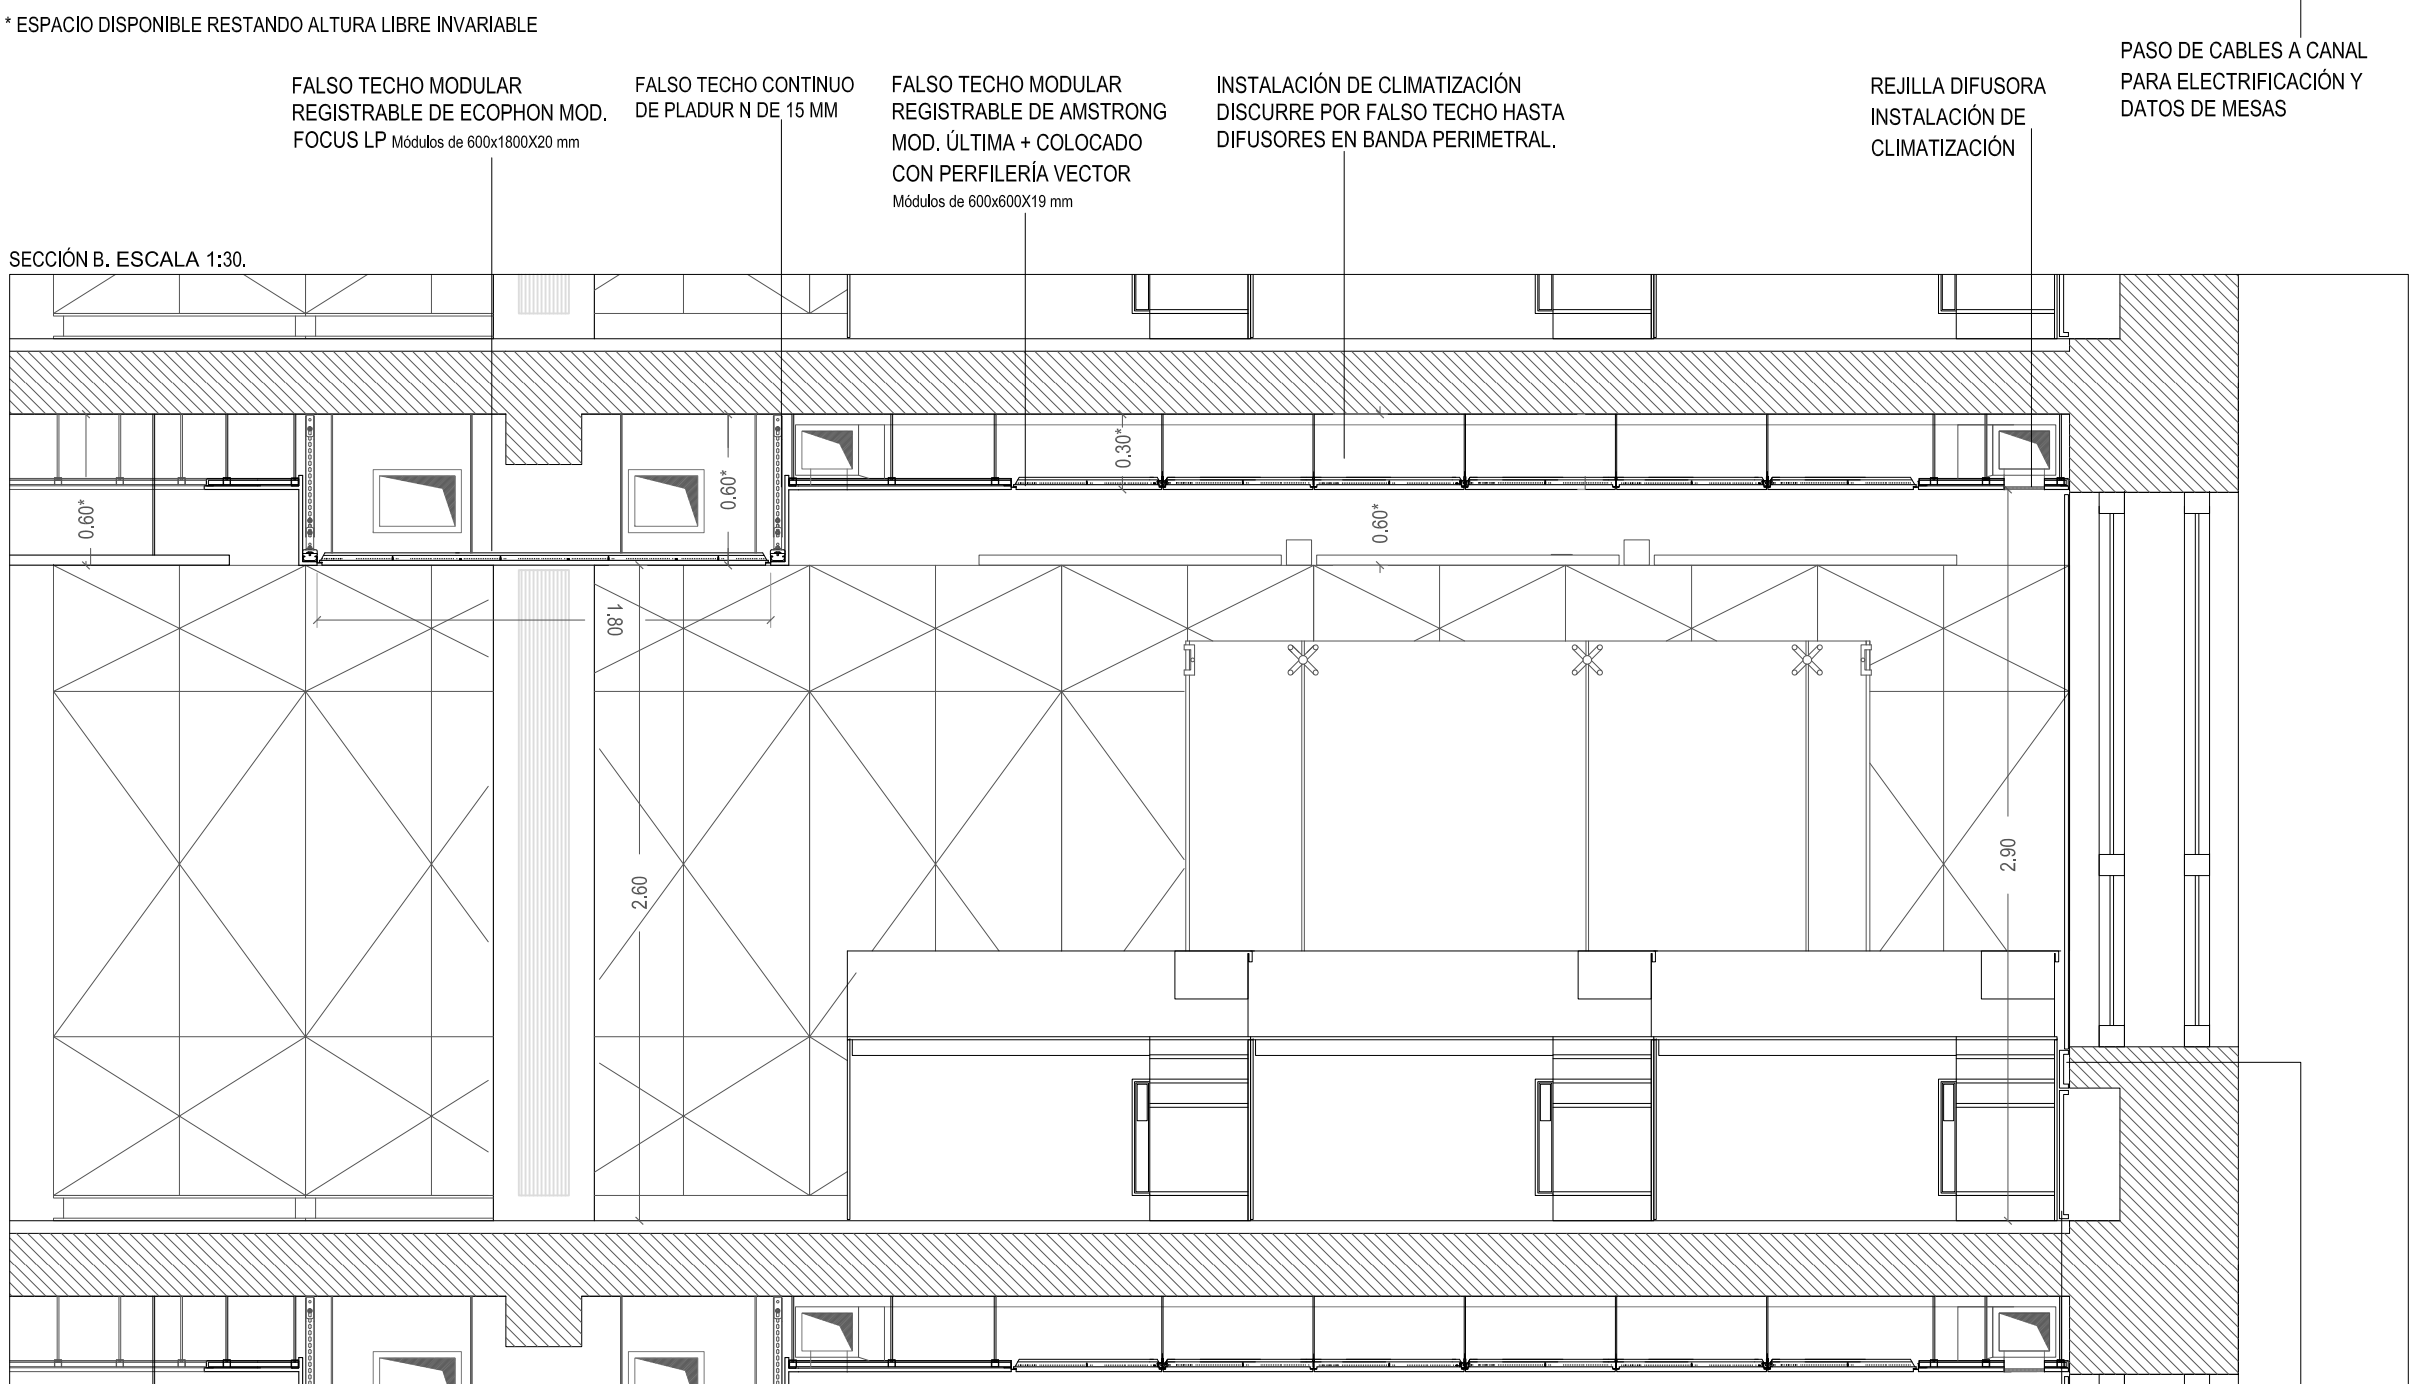 * ESPACIO DISPONIBLE RESTANDO ALTURA LIBRE INVARIABLE
FALSO TECHO MODULAR
REGISTRABLE DE ECOPHON MOD.
FOCUS LP Módulos de 600x1800X20 mm
FALSO TECHO CONTINUO
DE PLADUR N DE 15 MM
FALSO TECHO MODULAR
REGISTRABLE DE AMSTRONG
MOD. ÚLTIMA + COLOCADO
CON PERFILERÍA VECTOR
Módulos de 600x600X19 mm
INSTALACIÓN DE CLIMATIZACIÓN
DISCURRE POR FALSO TECHO HASTA
DIFUSORES EN BANDA PERIMETRAL.
REJILLA DIFUSORA
INSTALACIÓN DE
CLIMATIZACIÓN
PASO DE CABLES A CANAL
PARA ELECTRIFICACIÓN Y
DATOS DE MESAS
SECCIÓN B. ESCALA 1:30.
0.60*
0.60*
0.30*
0.60*
1.80
2.60
2.90